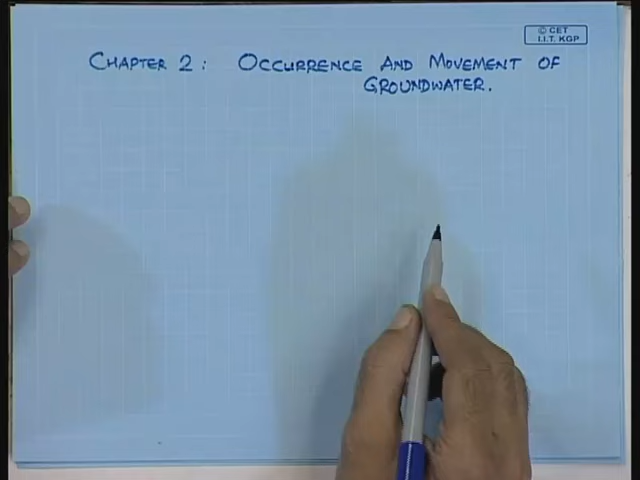 © CET
I.I.T. KGP
CHAPTER 2: OCCURRENCE AND MOVEMENT OF
GROUNDWATER.